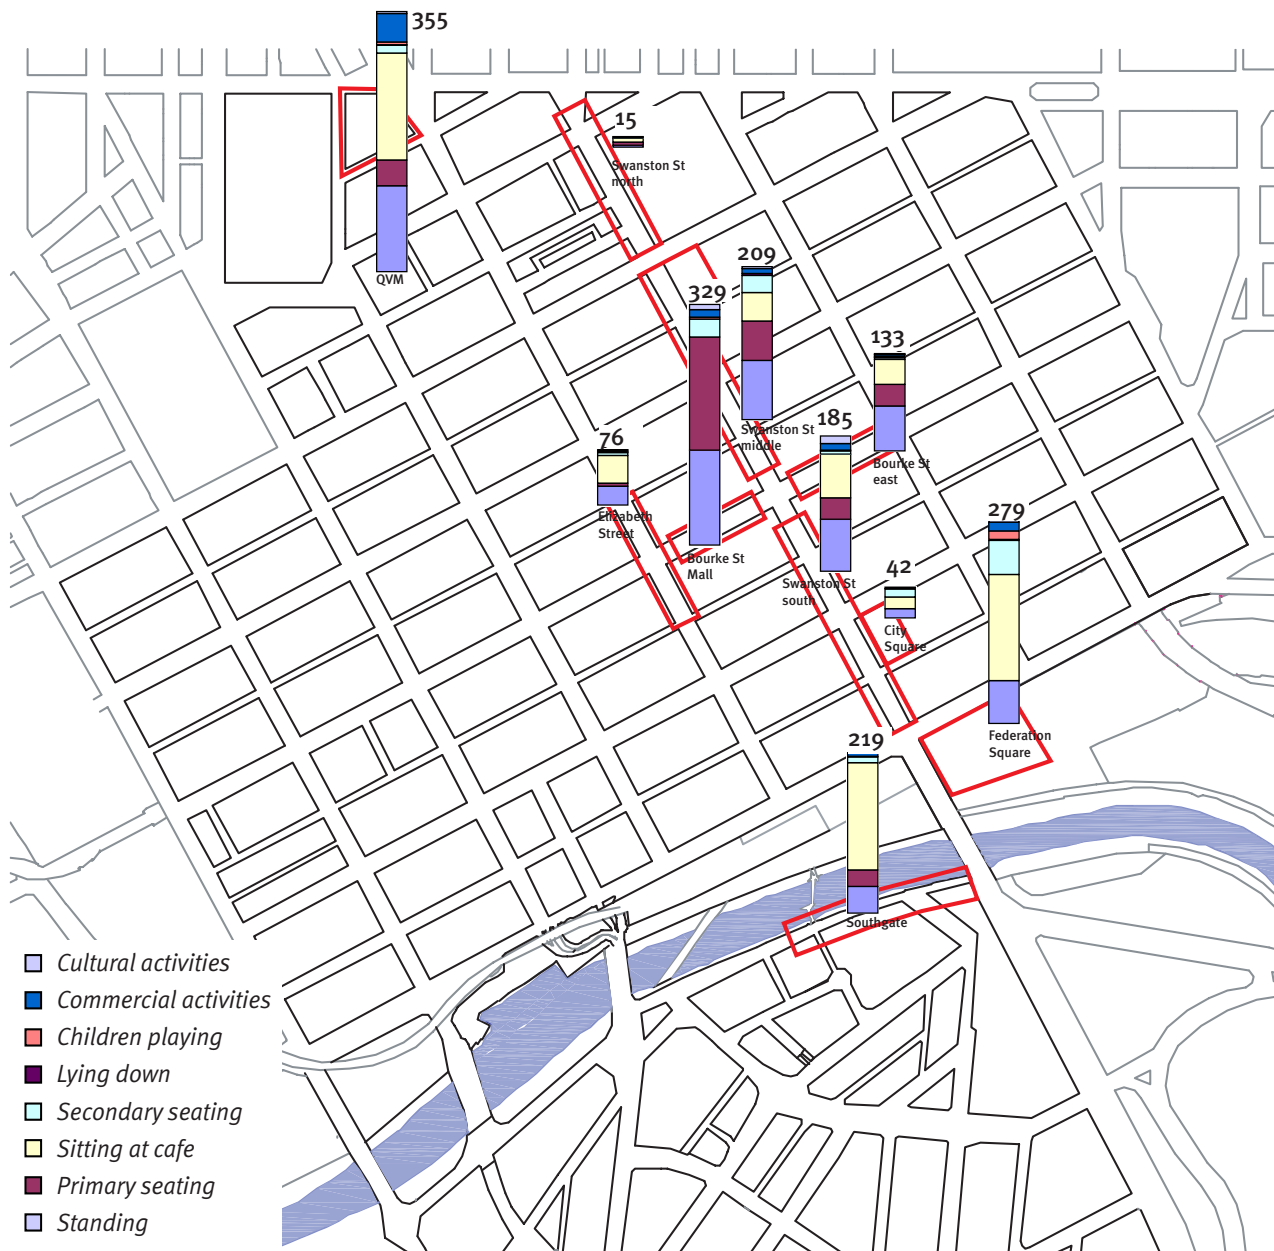 355
QVM
15
Swanston St
north
209
Swanston St
middle
329
Bourke St
Mall
133
Bourke St
east
76
Elizabeth
Street
185
Swanston St
south
42
City
Square
279
Federation
Square
219
Southgate
Cultural activities
Commercial activities
Children playing
Lying down
Secondary seating
Sitting at cafe
Primary seating
Standing